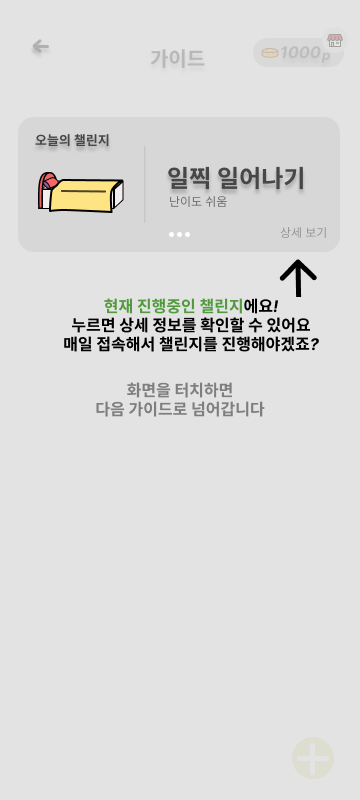 가이드
1000p
오늘의 챌린지
일찍 일어나기
난이도 쉬움
상세 보기
현재 진행중인 챌린지에요!
누르면 상세 정보를 확인할 수 있어요
매일 접속해서 챌린지를 진행해야겠죠?
화면을 터치하면
다음 가이드로 넘어갑니다